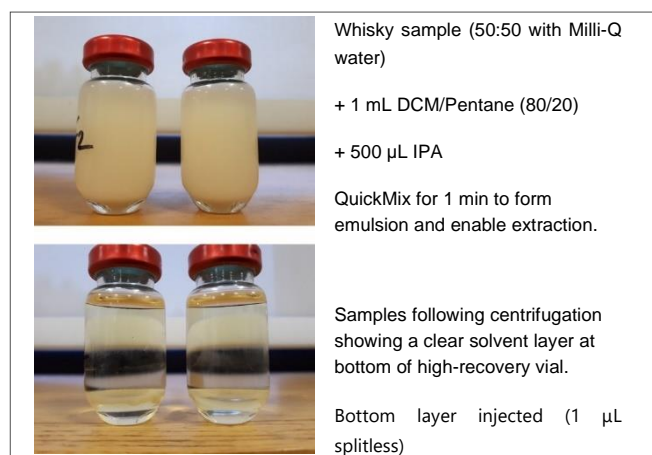 Whisky sample (50:50 with Milli-Q
water)
+ 1 mL DCM/Pentane (80/20)
+ 500 µL IPA
QuickMix for 1 min to form
emulsion and enable extraction.
Samples following centrifugation
showing a clear solvent layer at
bottom of high-recovery vial.
Bottom layer injected (1 µL
splitless)